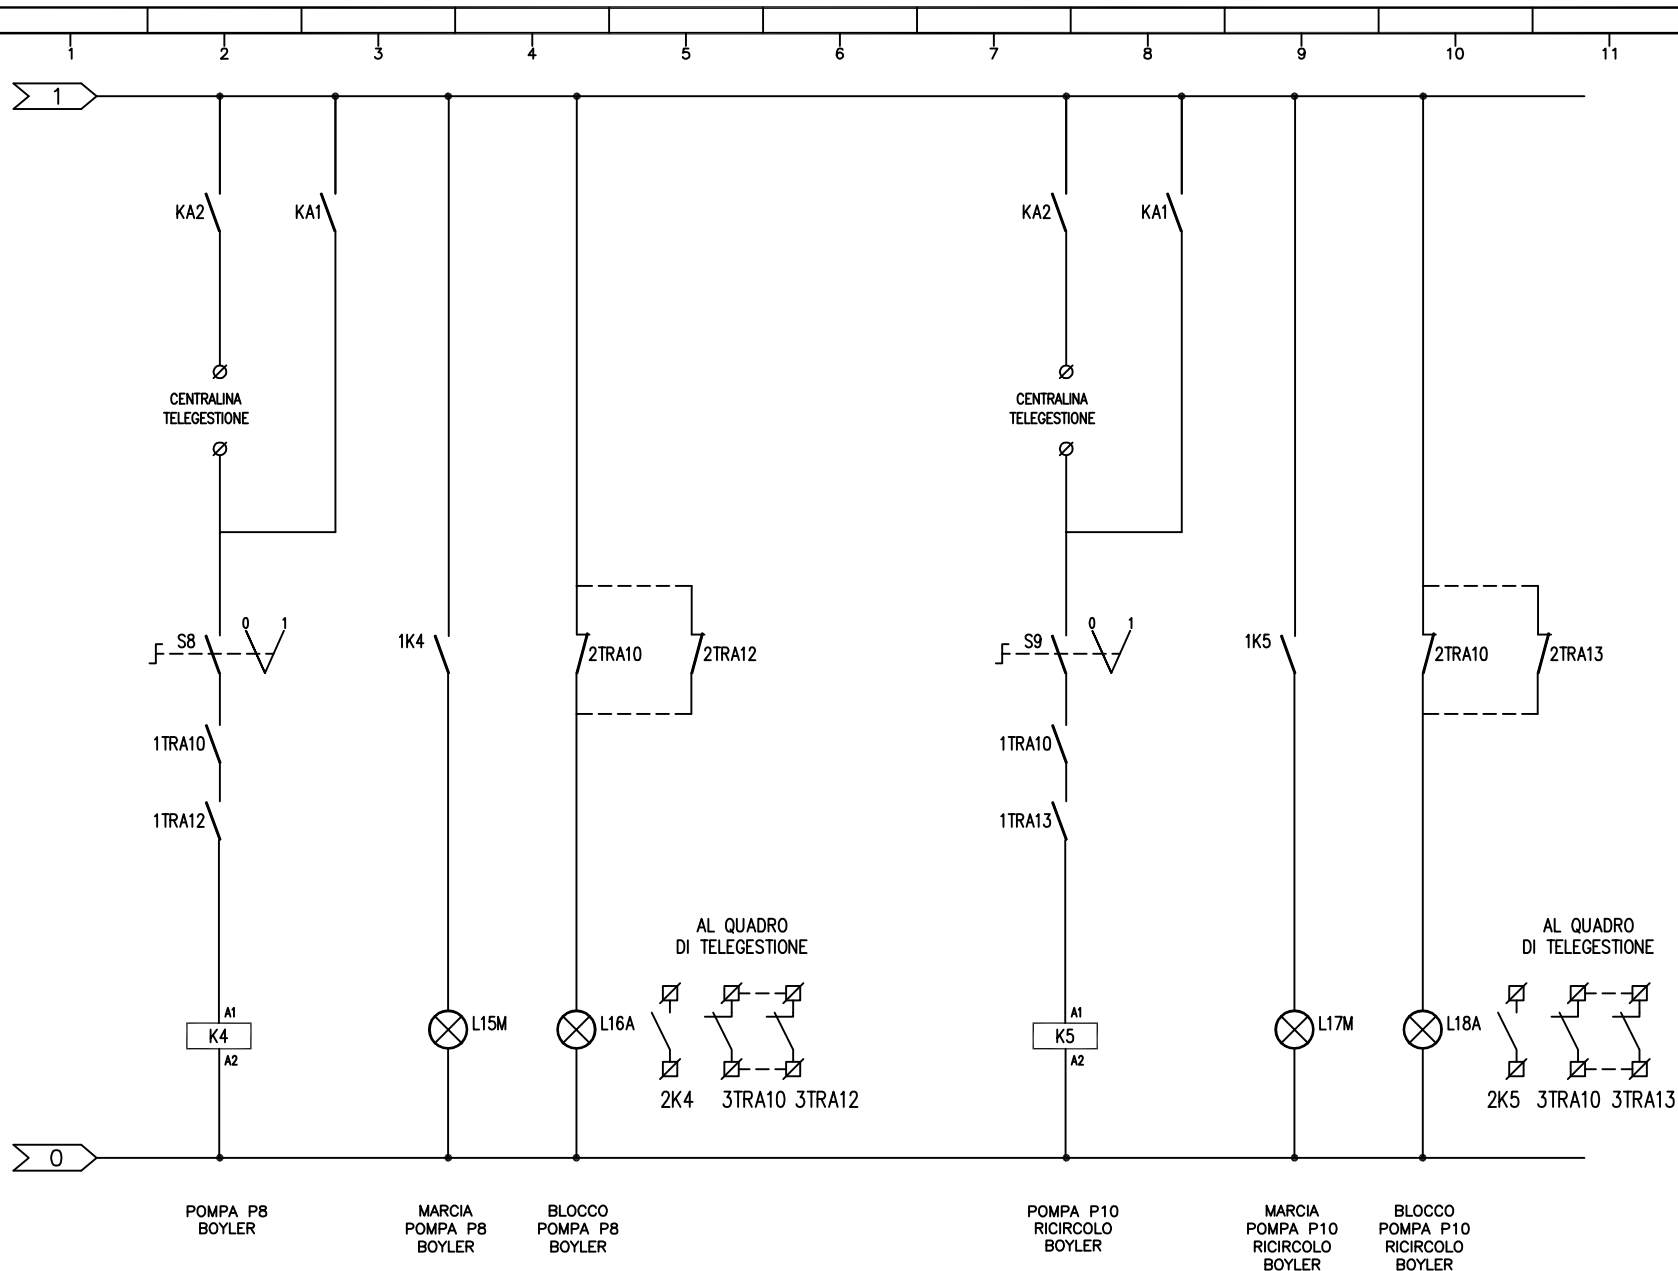 1 2 3 4 5 6 7 8 9 10 11
1
KA2 KA1 KA2 KA1
CENTRALINA
TELEGESTIONE
CENTRALINA
TELEGESTIONE
S8 0 1 1K4 2TRA10 2TRA12 S9 0 1 1K5 2TRA10 2TRA13
1TRA10 1TRA10
1TRA12 1TRA13
AL QUADRO
DI TELEGESTIONE
AL QUADRO
DI TELEGESTIONE
A1 A1
K4 L15M L16A K5 L17M L18A
A2 A2
2K4 3TRA10 3TRA12 2K5 3TRA10 3TRA13
0
POMPA P8
BOYLER
MARCIA
POMPA P8
BOYLER
BLOCCO
POMPA P8
BOYLER
POMPA P10
RICIRCOLO
BOYLER
MARCIA
POMPA P10
RICIRCOLO
BOYLER
BLOCCO
POMPA P10
RICIRCOLO
BOYLER